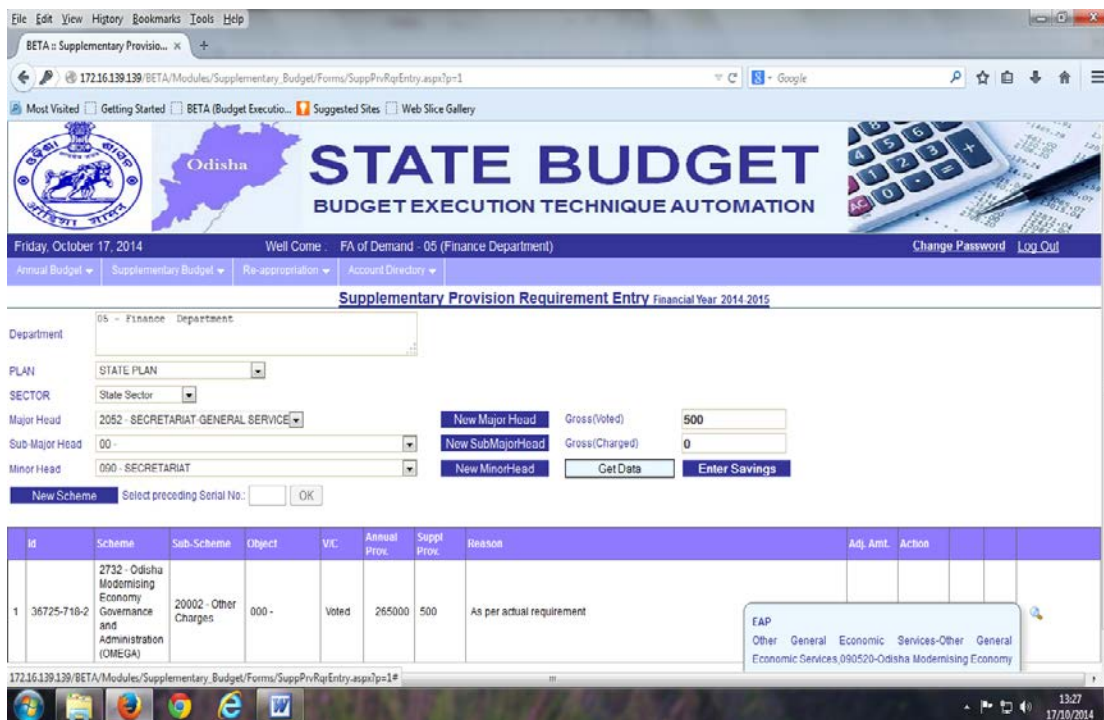 File Edit View History Bookmarks Tools Help
BETA :: Supplementary Provisio... × +
172.16.139.139/BETA/Modules/Supplementary_Budget/Forms/SuppPrvRqrEntry.aspx?p=1
Google
Most Visited Getting Started BETA (Budget Executio... Suggested Sites Web Slice Gallery
Odisha
STATE BUDGET
BUDGET EXECUTION TECHNIQUE AUTOMATION
Friday, October 17, 2014 Well Come : FA of Demand - 05 (Finance Department) Change Password Log Out
Annual Budget Supplementary Budget Re-appropriation Account Directory
Supplementary Provision Requirement Entry Financial Year 2014-2015
Department 05 - Finance Department
PLAN STATE PLAN
SECTOR State Sector
Major Head 2052 - SECRETARIAT-GENERAL SERVICE New Major Head Gross(Voted) 500
Sub-Major Head 00 - New SubMajorHead Gross(Charged) 0
Minor Head 090 - SECRETARIAT New MinorHead Get Data Enter Savings
New Scheme Select preceding Serial No.: OK
Id Scheme Sub-Scheme Object V/C Annual Prov. Suppl Prov. Reason Adj. Amt. Action
1 36725-718-2 2732 - Odisha Modernising Economy Governance and Administration (OMEGA) 20002 - Other Charges 000 - Voted 265000 500 As per actual requirement
EAP
Other General Economic Services-Other General
Economic Services,090520-Odisha Modernising Economy
172.16.139.139/BETA/Modules/Supplementary_Budget/Forms/SuppPrvRqrEntry.aspx?p=1#
13:27
17/10/2014